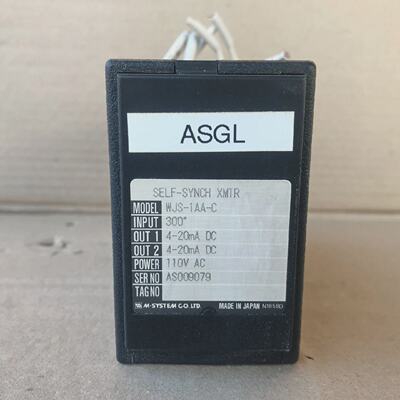 ASGL
SELF-SYNCH XMTR
MODEL WJS-1AA-C
INPUT 300°
OUT 1 4-20mA DC
OUT 2 4-20mA DC
POWER 110V AC
SER NO AS009079
TAG NO
M-SYSTEM CO.,LTD. MADE IN JAPAN